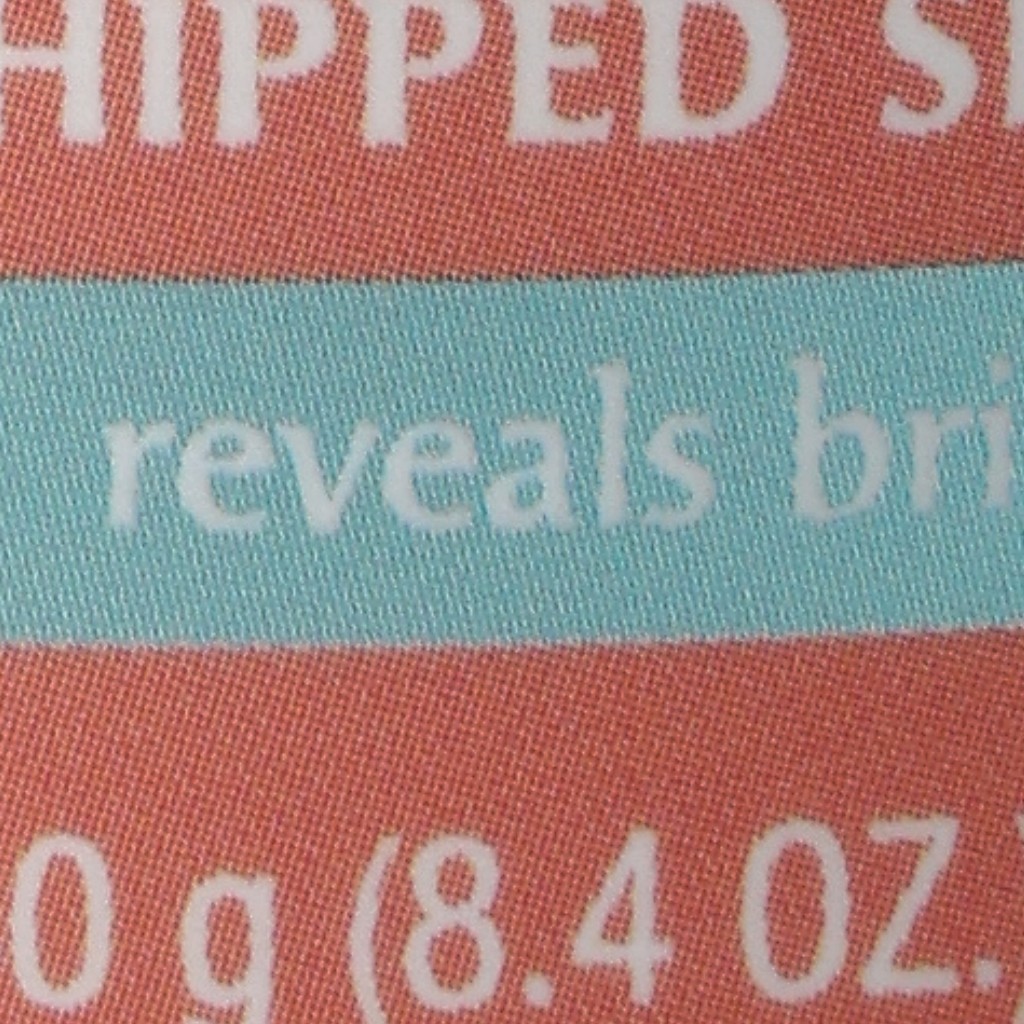 HIPPED S
reveals bri
0 g (8.4 OZ.